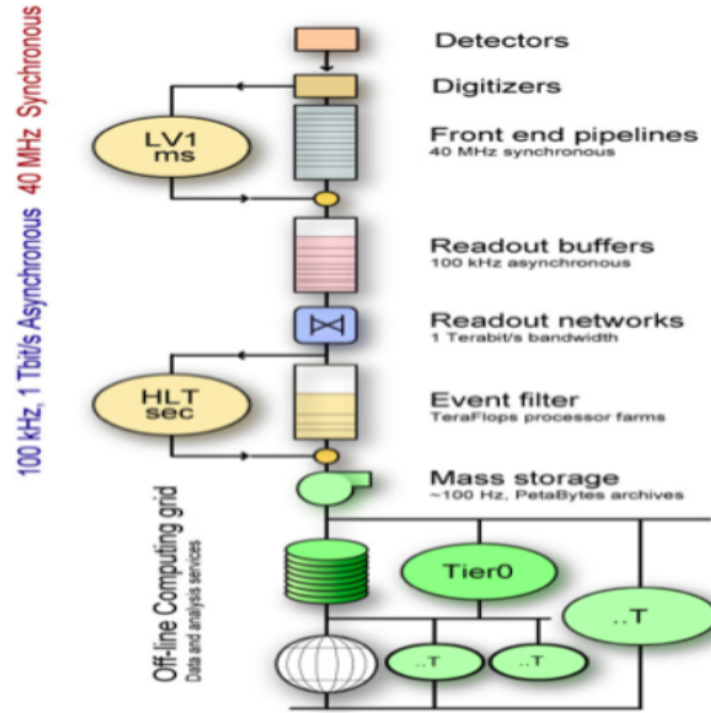 Detectors
Digitizers
LV1
ms
Front end pipelines
40 MHz synchronous
Readout buffers
100 kHz asynchronous
Readout networks
1 Terabit/s bandwidth
HLT
sec
Event filter
TeraFlops processor farms
Mass storage
~100 Hz, PetaBytes archives
Tier0
..T
..T
..T
40 MHz Synchronous
100 kHz, 1 Tbit/s Asynchronous
Off-line Computing grid
Data and analysis services